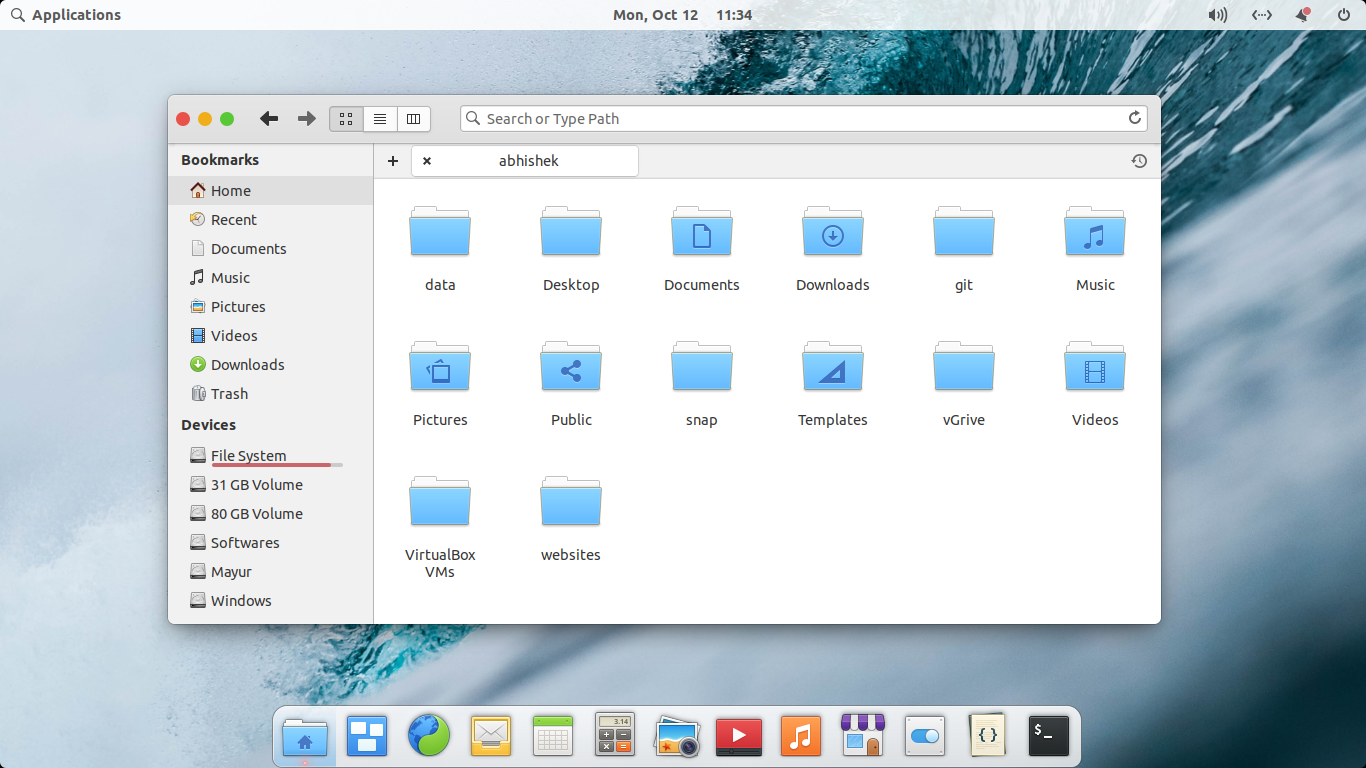 Applications
Mon, Oct 12 11:34
Search or Type Path
Bookmarks
Home
Recent
Documents
Music
Pictures
Videos
Downloads
Trash
Devices
File System
31 GB Volume
80 GB Volume
Softwares
Mayur
Windows
+ × abhishek
data Desktop Documents Downloads git Music
Pictures Public snap Templates vGrive Videos
VirtualBox websites
VMs
3.14
+ −
× =
{ }
$_